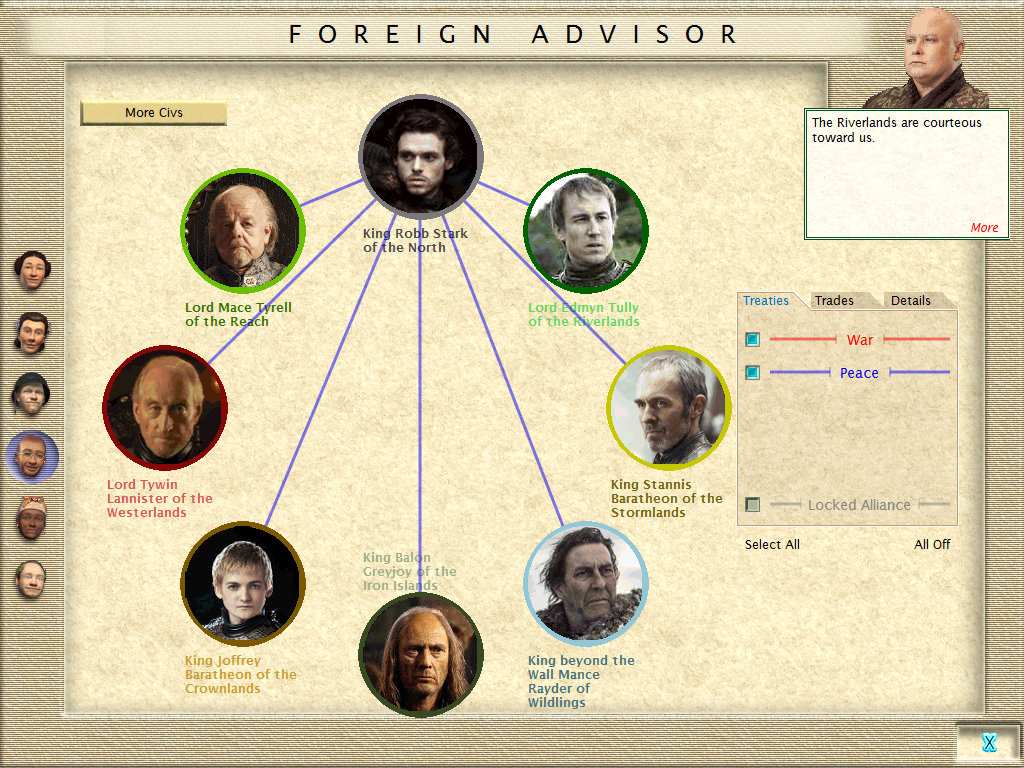 FOREIGN ADVISOR
More Civs
The Riverlands are courteous
toward us.
More
King Robb Stark
of the North
Lord Mace Tyrell
of the Reach
Lord Edmyn Tully
of the Riverlands
Treaties
Trades
Details
War
Peace
Lord Tywin
Lannister of the
Westerlands
King Stannis
Baratheon of the
Stormlands
Locked Alliance
Select All
All Off
King Balon
Greyjoy of the
Iron Islands
King Joffrey
Baratheon of the
Crownlands
King beyond the
Wall Mance
Rayder of
Wildlings
X